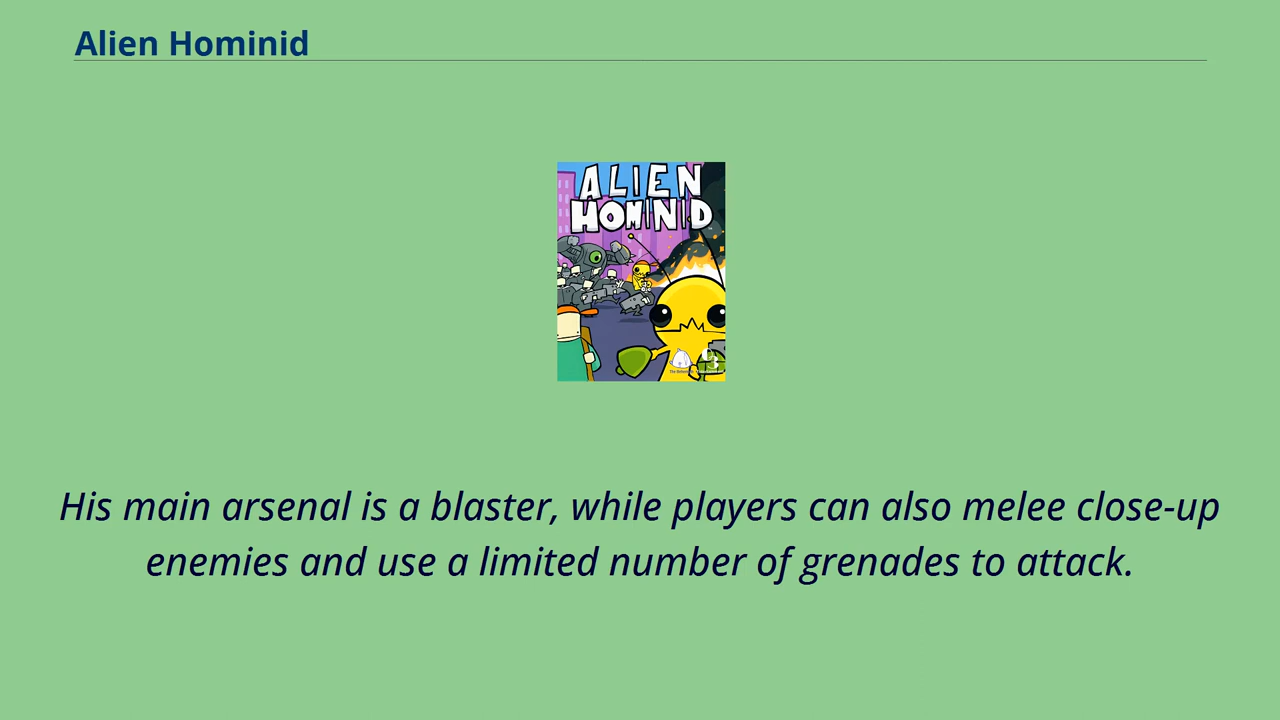 Alien Hominid
ALIEN
HOMINID
His main arsenal is a blaster, while players can also melee close-up
enemies and use a limited number of grenades to attack.